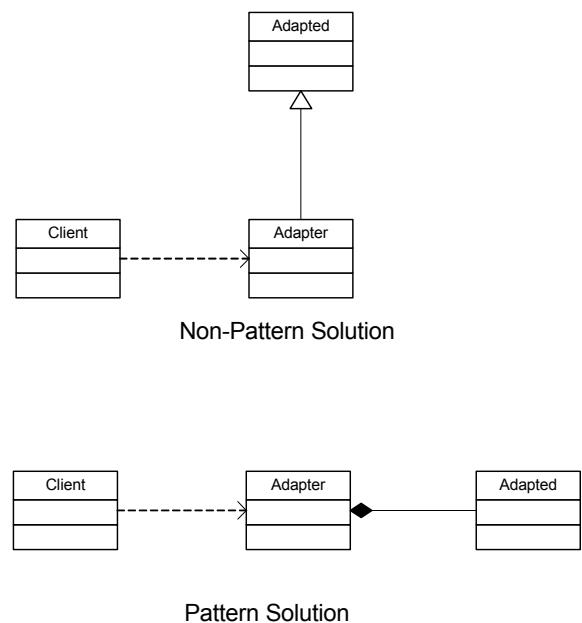 Adapted
Client
Adapter
Non-Pattern Solution
Client
Adapter
Adapted
Pattern Solution